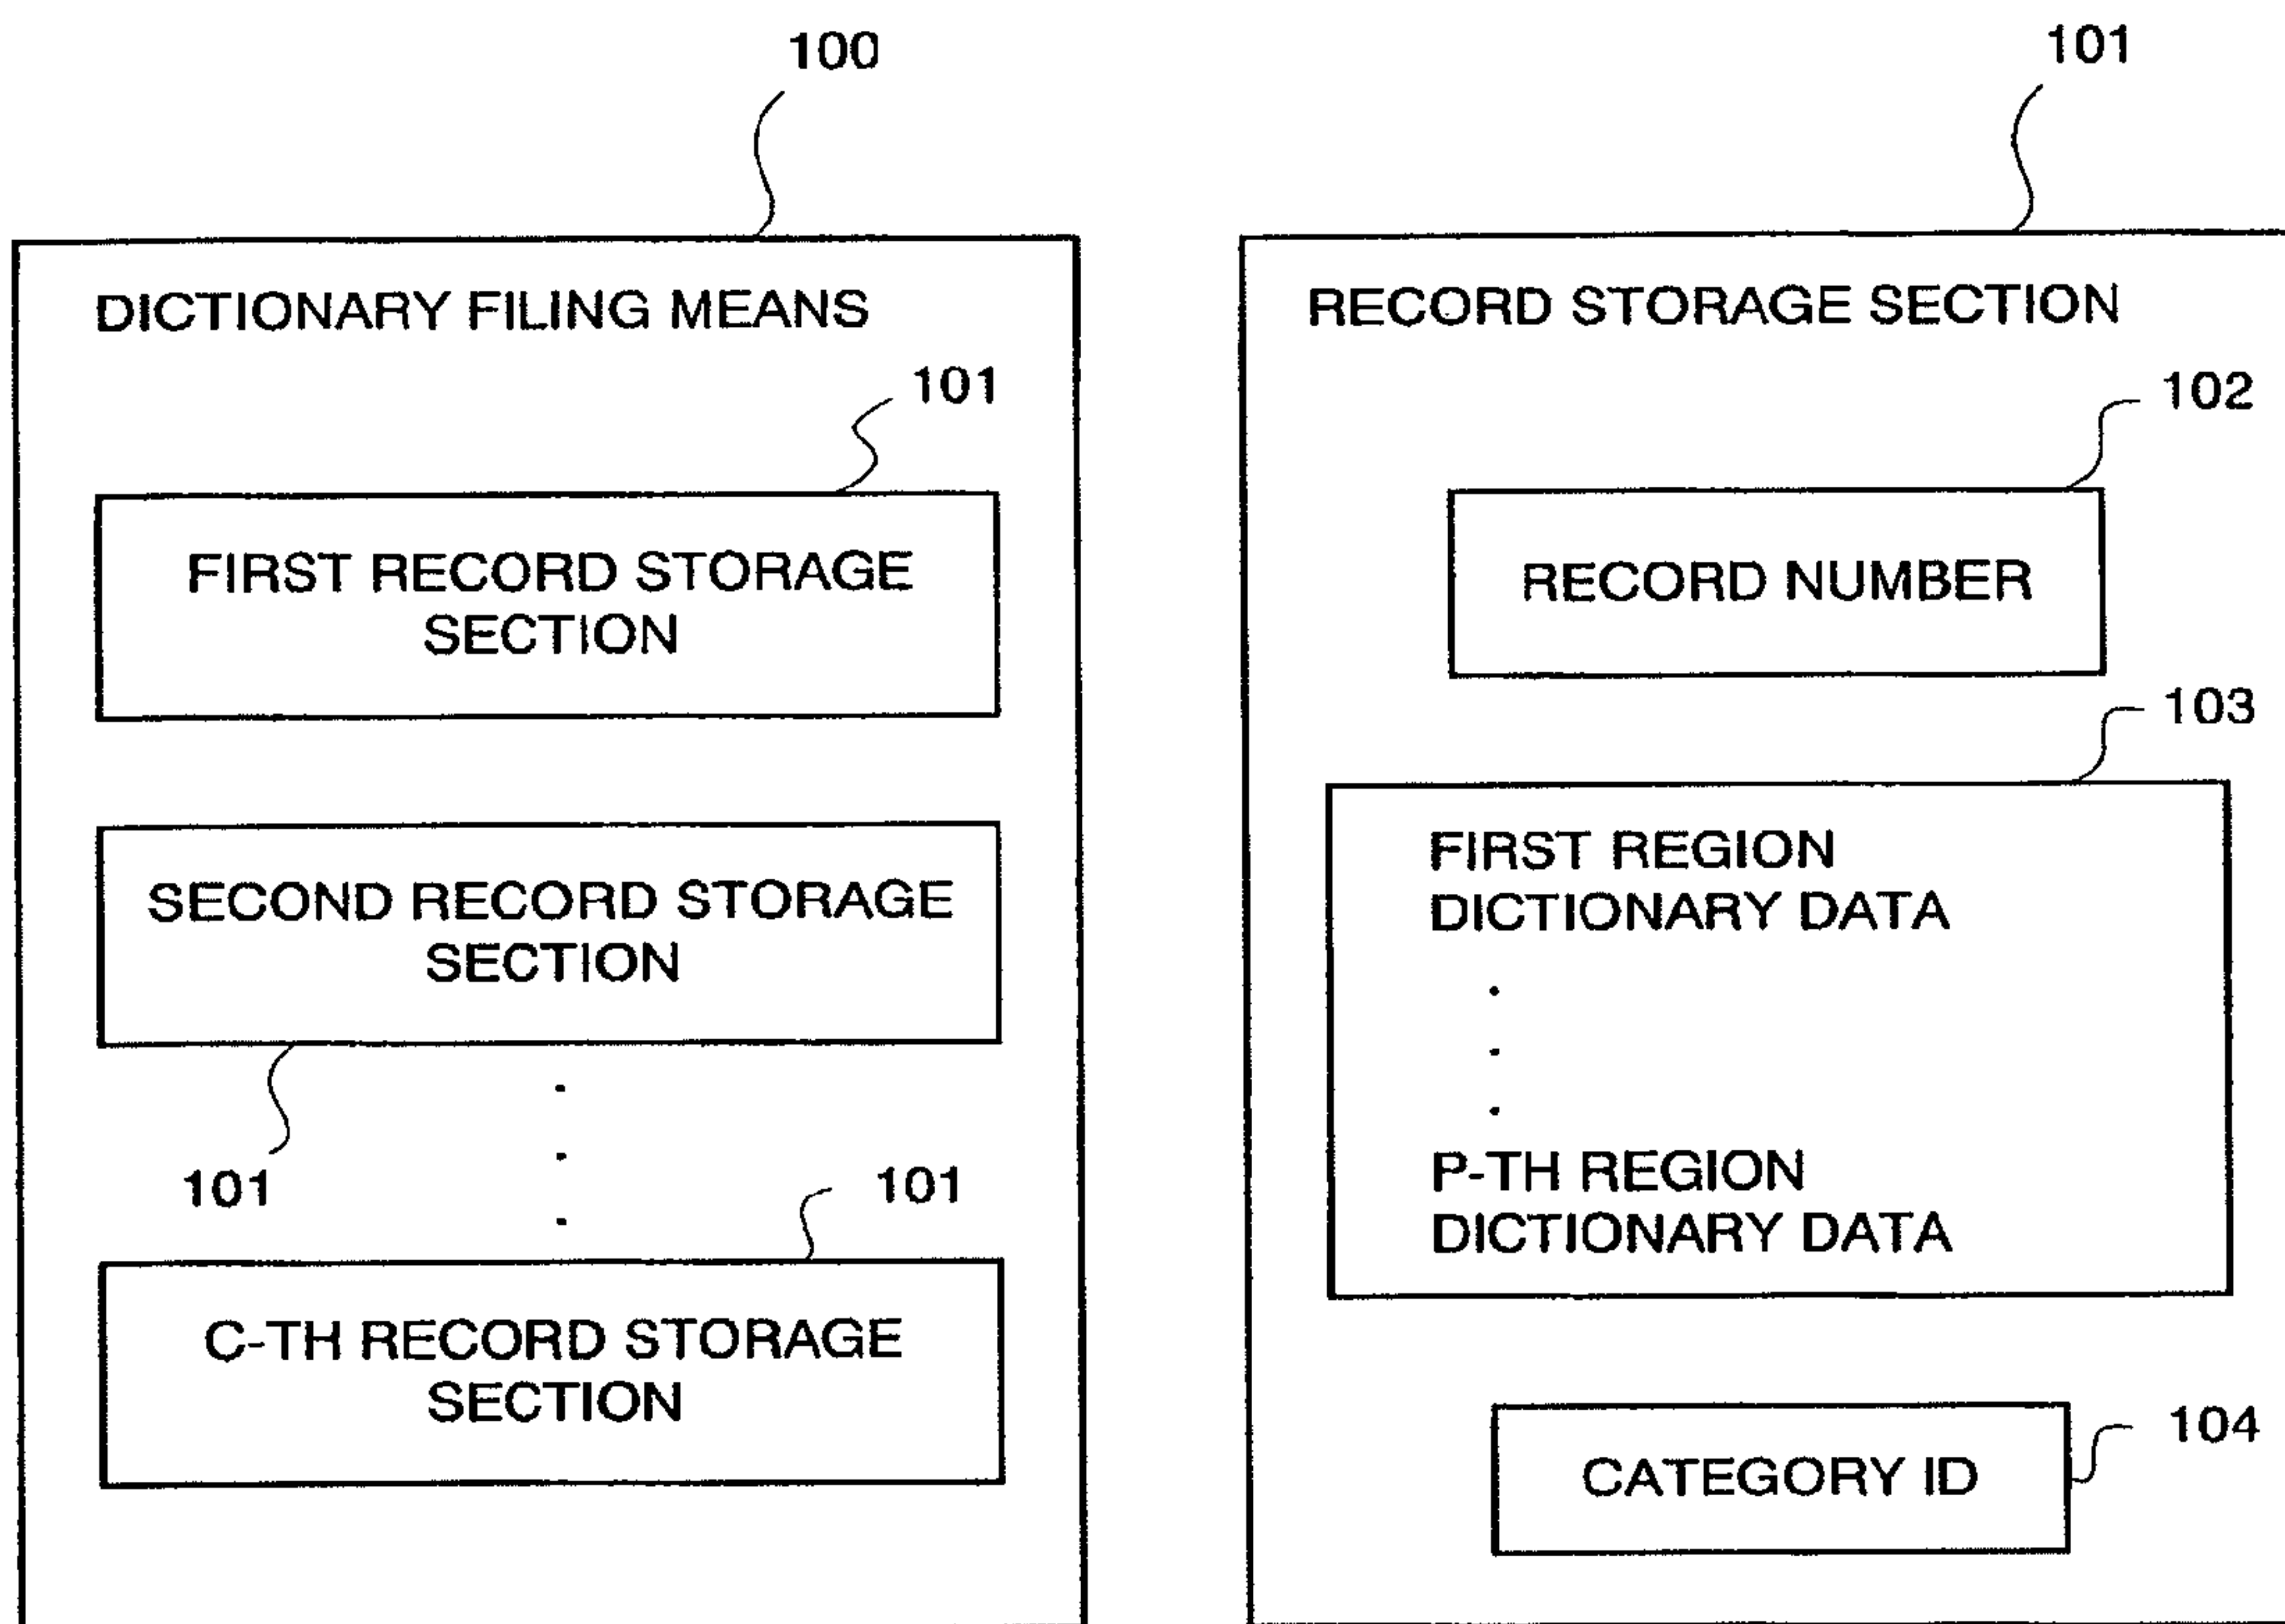 100
DICTIONARY FILING MEANS
101
FIRST RECORD STORAGE
SECTION
SECOND RECORD STORAGE
SECTION
101
101
C-TH RECORD STORAGE
SECTION
101
RECORD STORAGE SECTION
102
RECORD NUMBER
103
FIRST REGION
DICTIONARY DATA
P-TH REGION
DICTIONARY DATA
104
CATEGORY ID